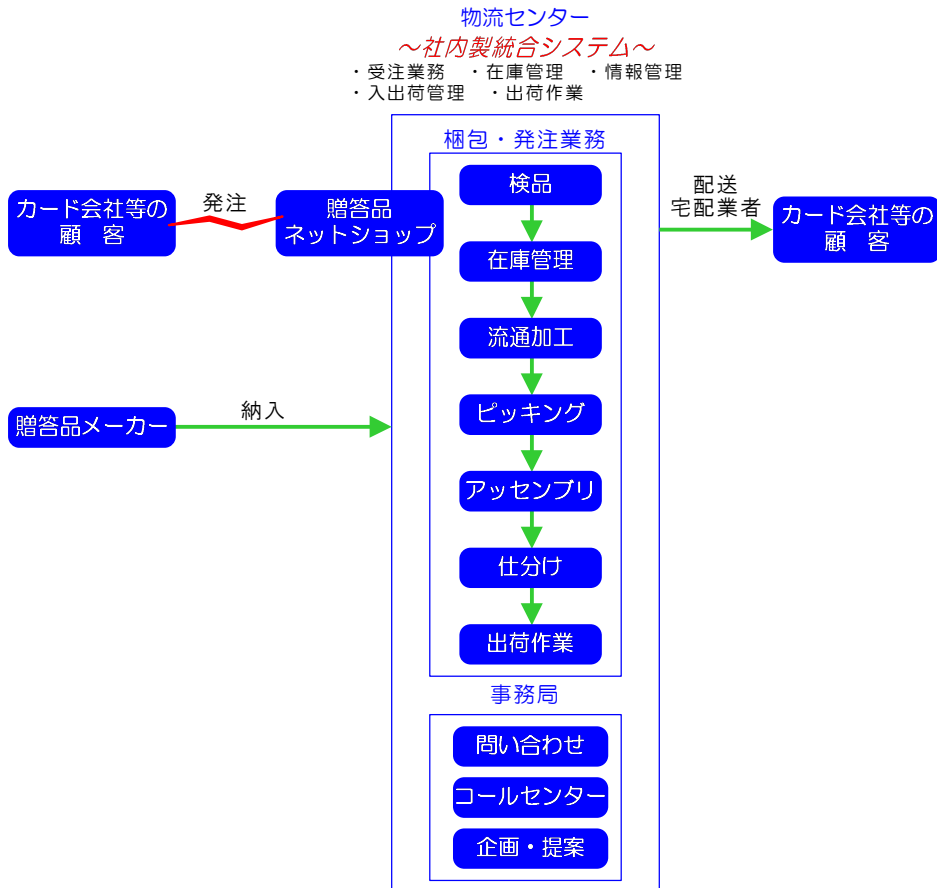 物流センター
～社内製統合システム～
・受注業務　・在庫管理　・情報管理
・入出荷管理　・出荷作業
梱包・発注業務
カード会社等の
顧　客
発注
贈答品
ネットショップ
検品
在庫管理
流通加工
ピッキング
アッセンブリ
仕分け
出荷作業
配送
宅配業者
カード会社等の
顧　客
贈答品メーカー
納入
事務局
問い合わせ
コールセンター
企画・提案